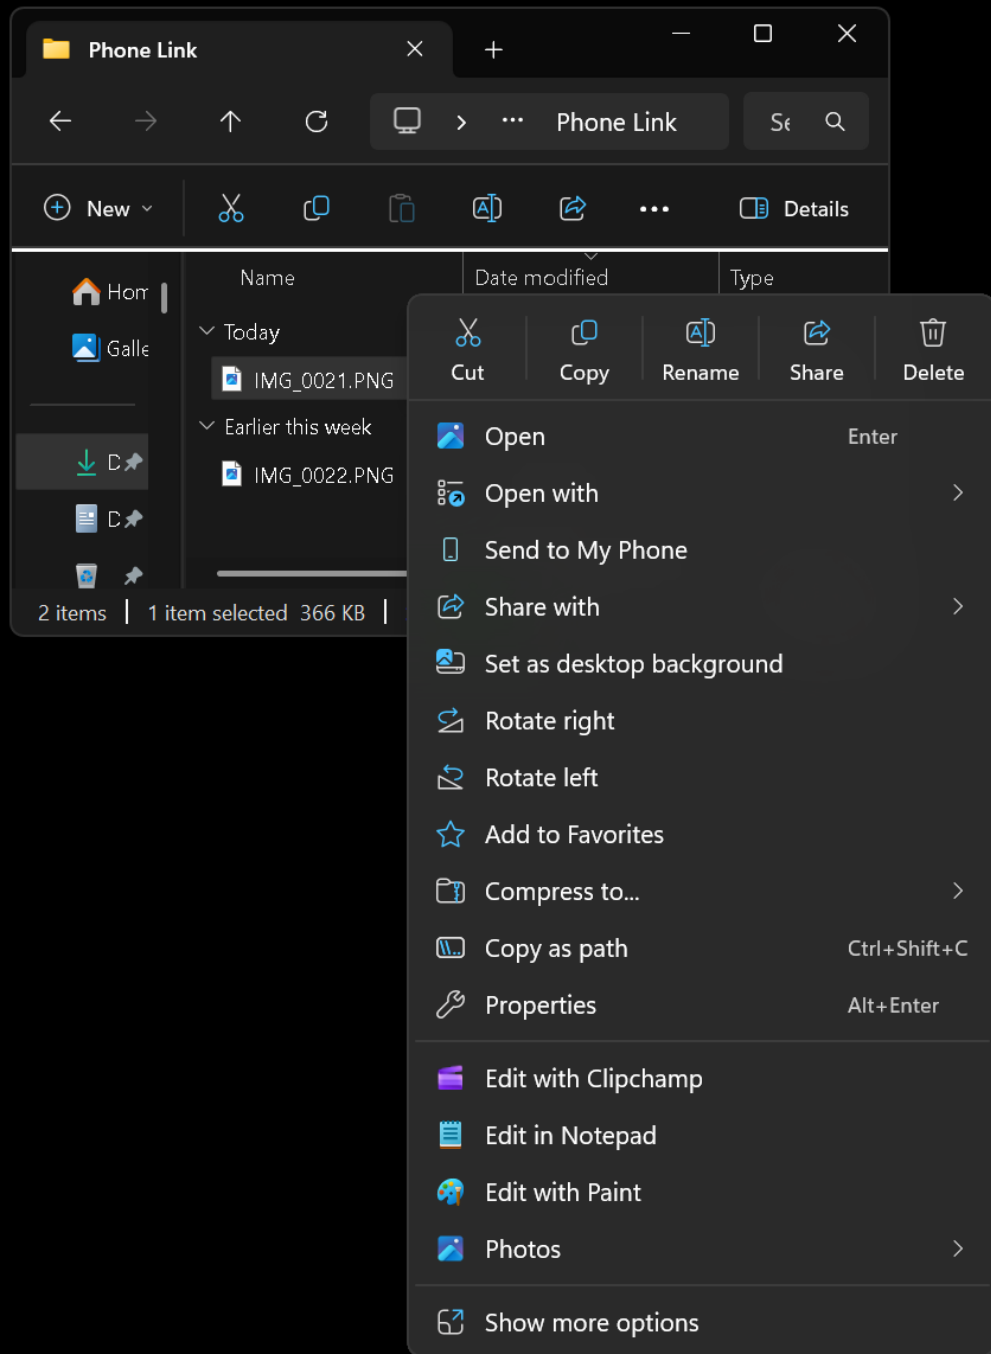 Phone Link
Phone Link
New
Details
Hom
Galle
D
D
Name
Date modified
Type
Today
IMG_0021.PNG
Earlier this week
IMG_0022.PNG
2 items
1 item selected 366 KB
Cut
Copy
Rename
Share
Delete
Open Enter
Open with
Send to My Phone
Share with
Set as desktop background
Rotate right
Rotate left
Add to Favorites
Compress to...
Copy as path Ctrl+Shift+C
Properties Alt+Enter
Edit with Clipchamp
Edit in Notepad
Edit with Paint
Photos
Show more options